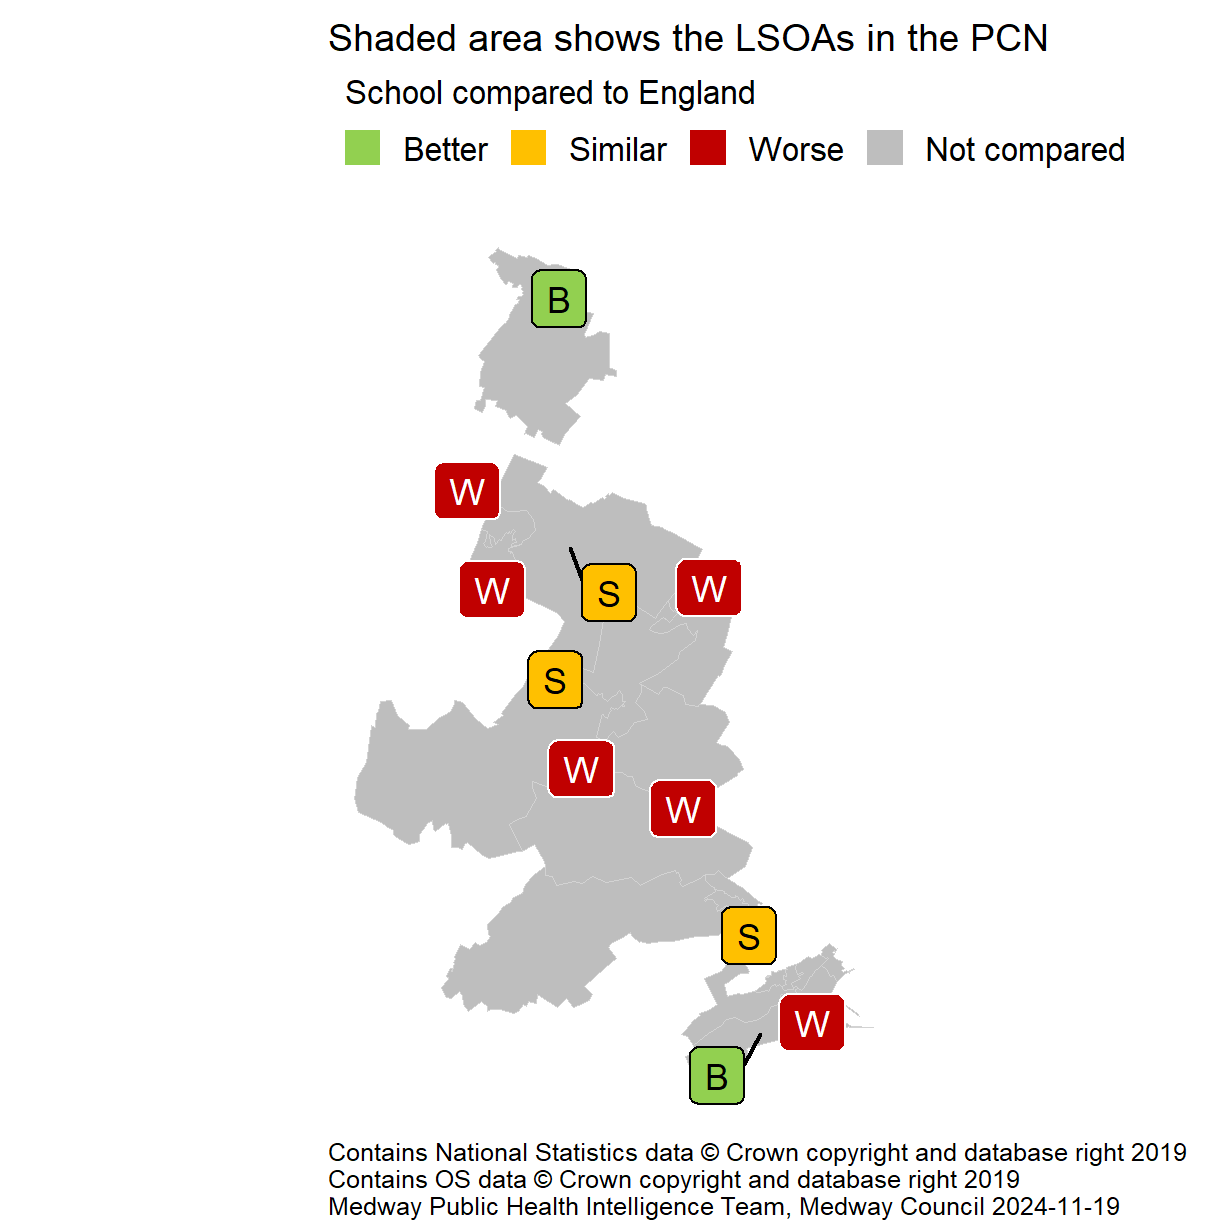 Shaded area shows the LSOAs in the PCN
School compared to England
Better Similar Worse Not compared
B
W
W
S
W
S
W
W
S
W
B
Contains National Statistics data © Crown copyright and database right 2019
Contains OS data © Crown copyright and database right 2019
Medway Public Health Intelligence Team, Medway Council 2024-11-19